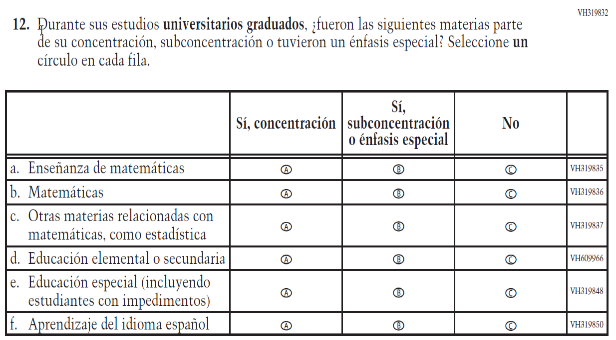 VH319832
12. Durante sus estudios universitarios graduados, ¿fueron las siguientes materias parte
de su concentración, subconcentración o tuvieron un énfasis especial? Seleccione un
círculo en cada fila.
Sí, concentración
Sí,
subconcentración
o énfasis especial
No
a. Enseñanza de matemáticas A B C VH319835
b. Matemáticas A B C VH319836
c. Otras materias relacionadas con
matemáticas, como estadística A B C VH319837
d. Educación elemental o secundaria A B C VH609966
e. Educación especial (incluyendo
estudiantes con impedimentos) A B C VH319848
f. Aprendizaje del idioma español A B C VH319850